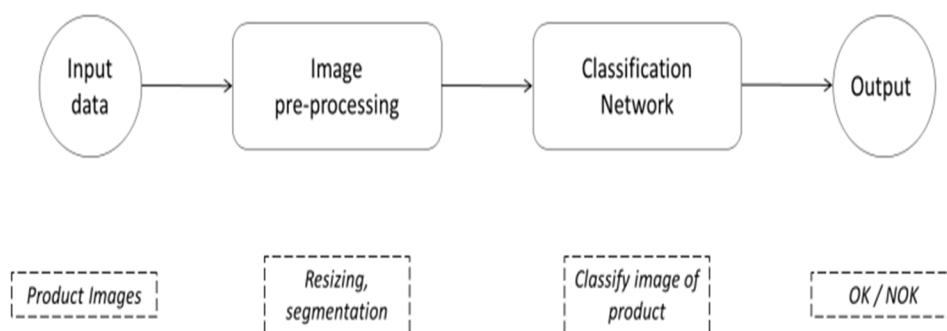 Input
data
Image
pre-processing
Classification
Network
Output
Product Images
Resizing,
segmentation
Classify image of
product
OK / NOK